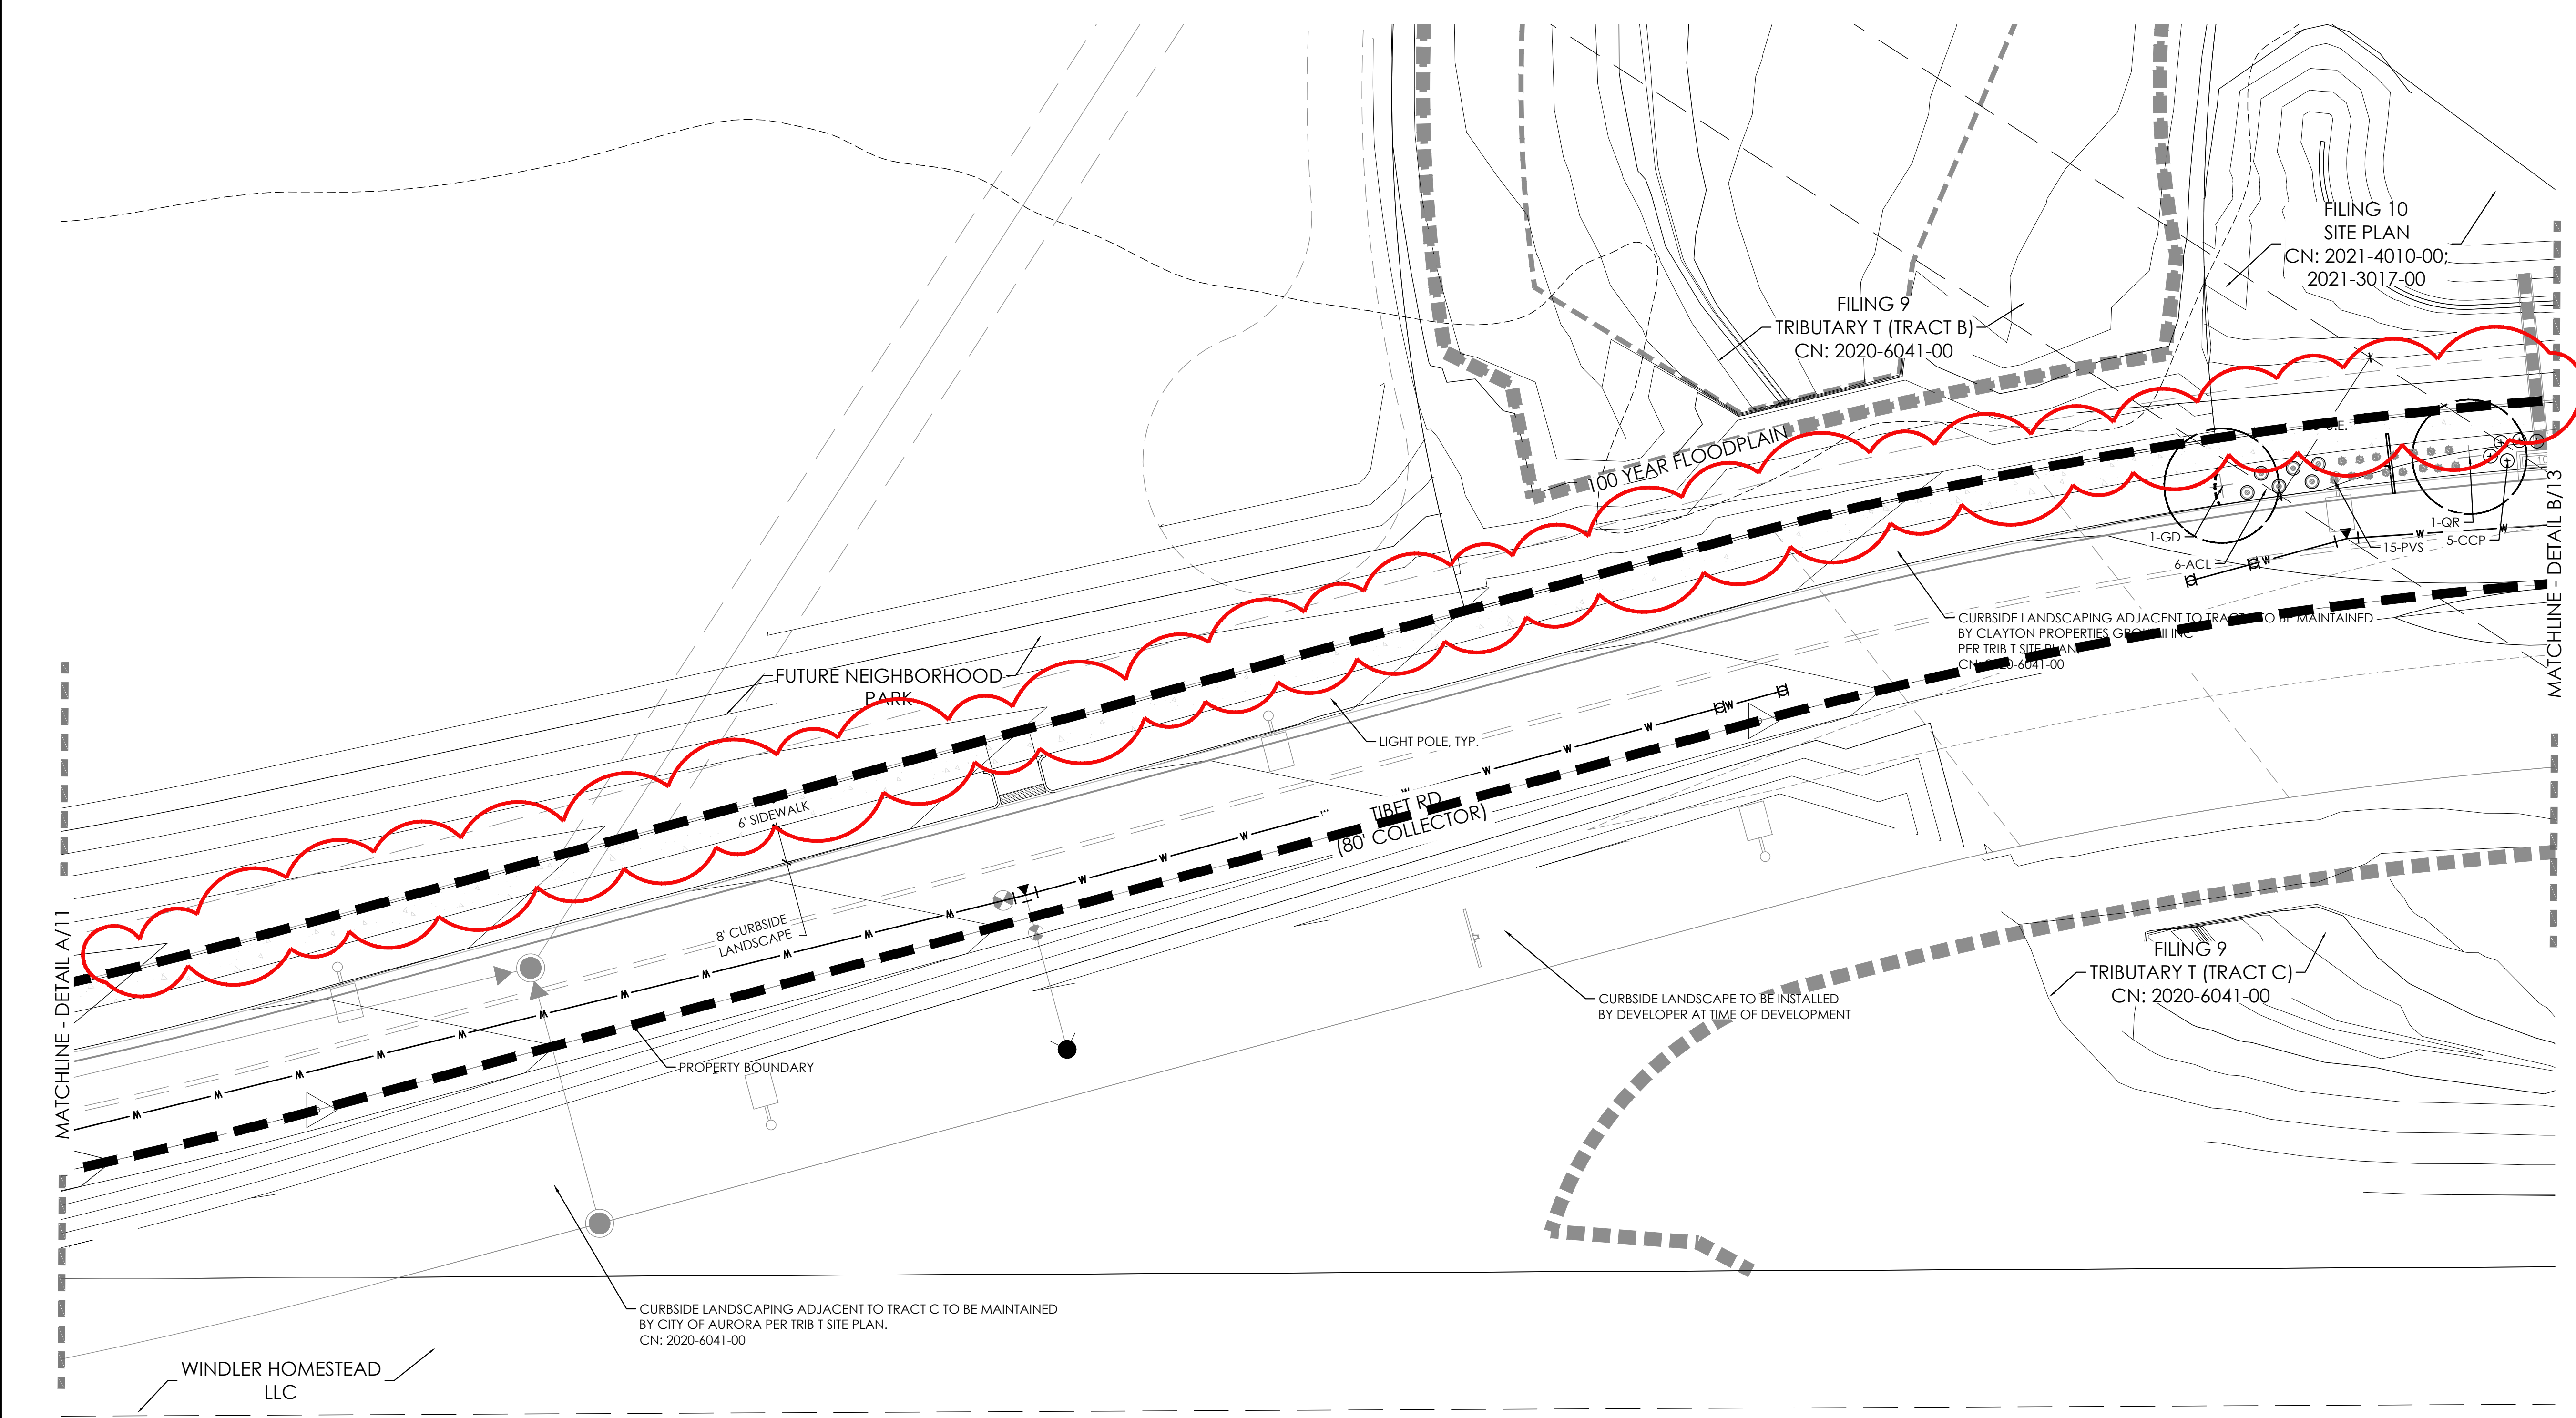 FILING 10
SITE PLAN
CN: 2021-4010-00;
2021-3017-00
FILING 9
TRIBUTARY T (TRACT B)
CN: 2020-6041-00
100 YEAR FLOODPLAIN
1-GD
6-ACL
15-PVS
1-QR
5-CCP
MATCHLINE - DETAIL B/13
CURBSIDE LANDSCAPING ADJACENT TO TRACT TO BE MAINTAINED
BY CLAYTON PROPERTIES GROUP II INC
PER TRIB T SITE PLAN
CN: 2020-6041-00
FUTURE NEIGHBORHOOD
PARK
LIGHT POLE, TYP.
6' SIDEWALK
TIBET RD
(80' COLLECTOR)
8' CURBSIDE
LANDSCAPE
MATCHLINE - DETAIL A/11
W W W W W W W W W W W W W W W W W W W W
FILING 9
TRIBUTARY T (TRACT C)
CN: 2020-6041-00
CURBSIDE LANDSCAPE TO BE INSTALLED
BY DEVELOPER AT TIME OF DEVELOPMENT
PROPERTY BOUNDARY
CURBSIDE LANDSCAPING ADJACENT TO TRACT C TO BE MAINTAINED
BY CITY OF AURORA PER TRIB T SITE PLAN.
CN: 2020-6041-00
WINDLER HOMESTEAD
LLC